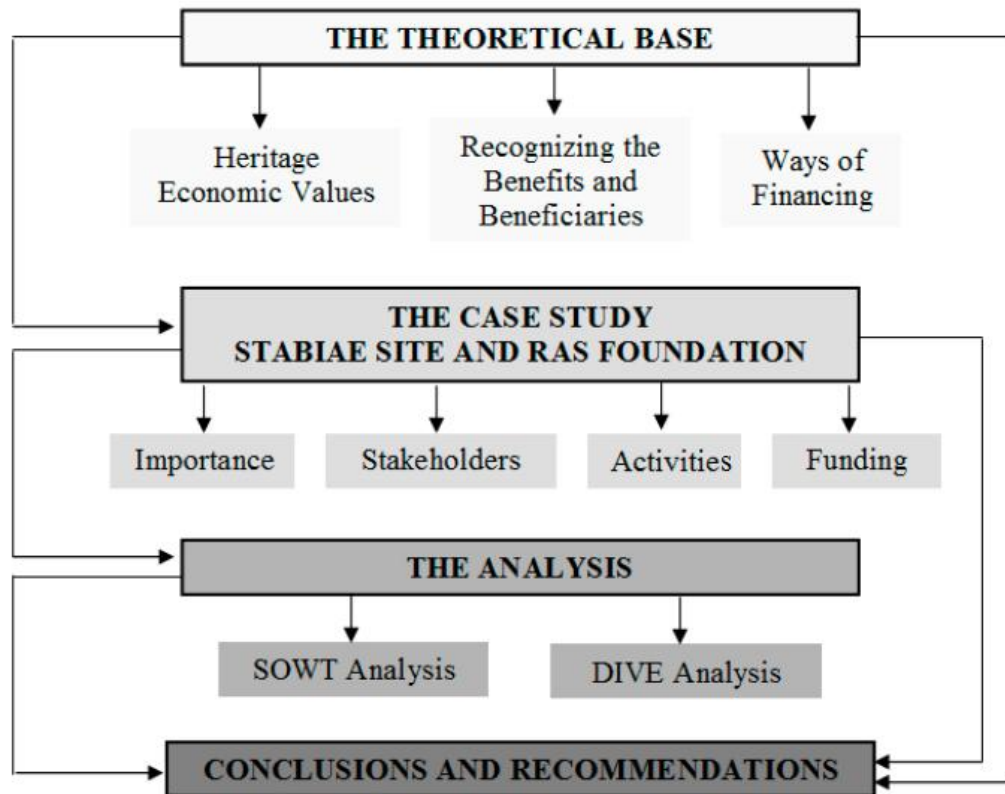 THE THEORETICAL BASE
Heritage
Economic Values
Recognizing the
Benefits and
Beneficiaries
Ways of
Financing
THE CASE STUDY
STABIAE SITE AND RAS FOUNDATION
Importance
Stakeholders
Activities
Funding
THE ANALYSIS
SOWT Analysis
DIVE Analysis
CONCLUSIONS AND RECOMMENDATIONS